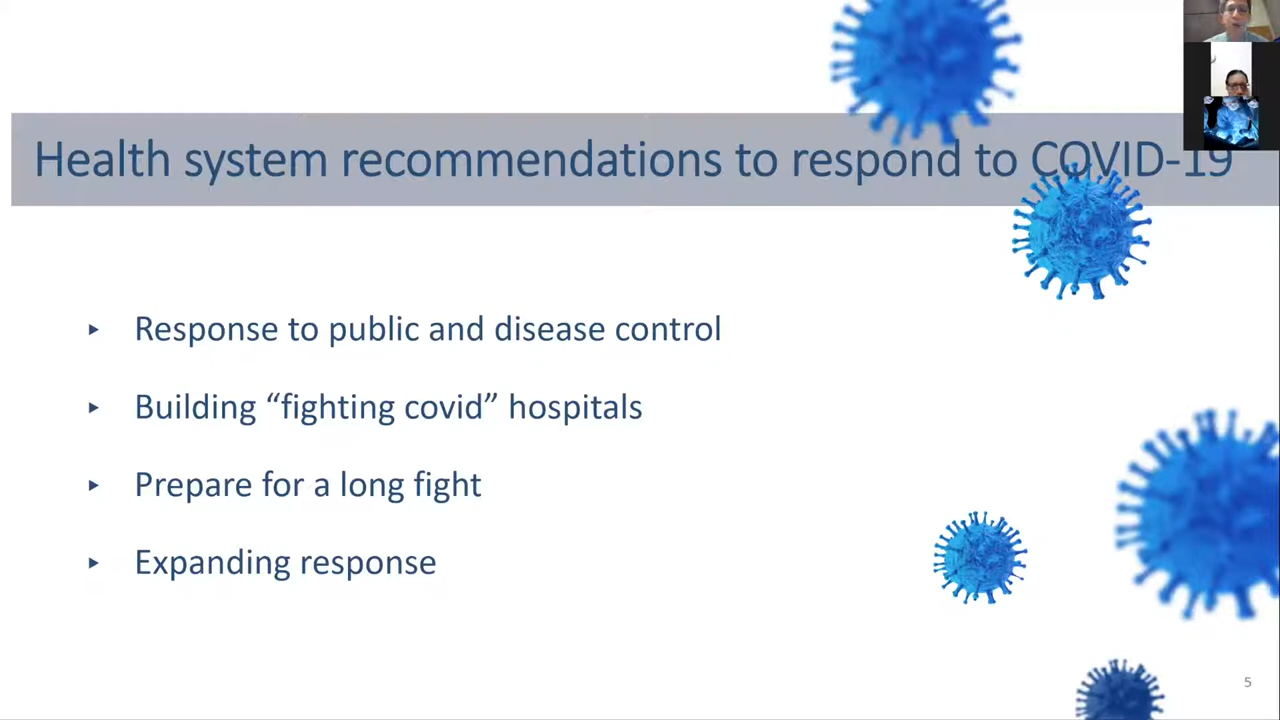 Health system recommendations to respond to COVID-19
‣ Response to public and disease control
‣ Building “fighting covid” hospitals
‣ Prepare for a long fight
‣ Expanding response
5